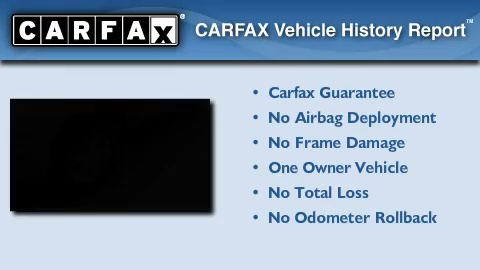 CARFAX® CARFAX Vehicle History Report™
• Carfax Guarantee
• No Airbag Deployment
• No Frame Damage
• One Owner Vehicle
• No Total Loss
• No Odometer Rollback